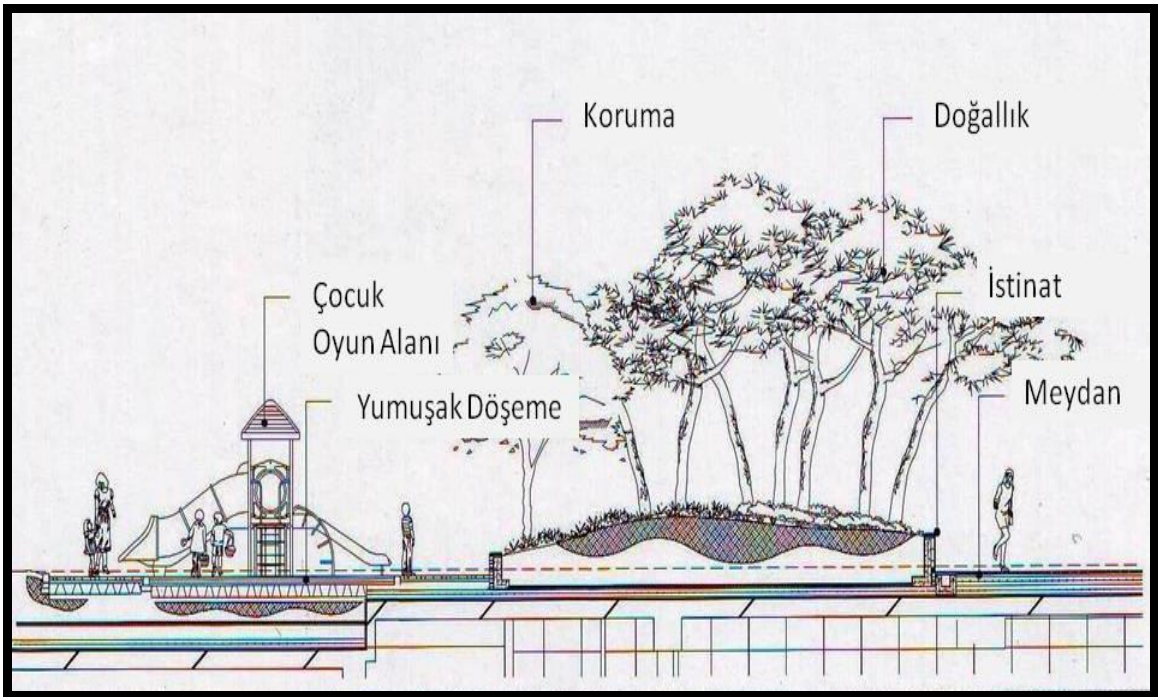 Koruma
Doğallık
İstinat
Çocuk
Oyun Alanı
Yumuşak Döşeme
Meydan